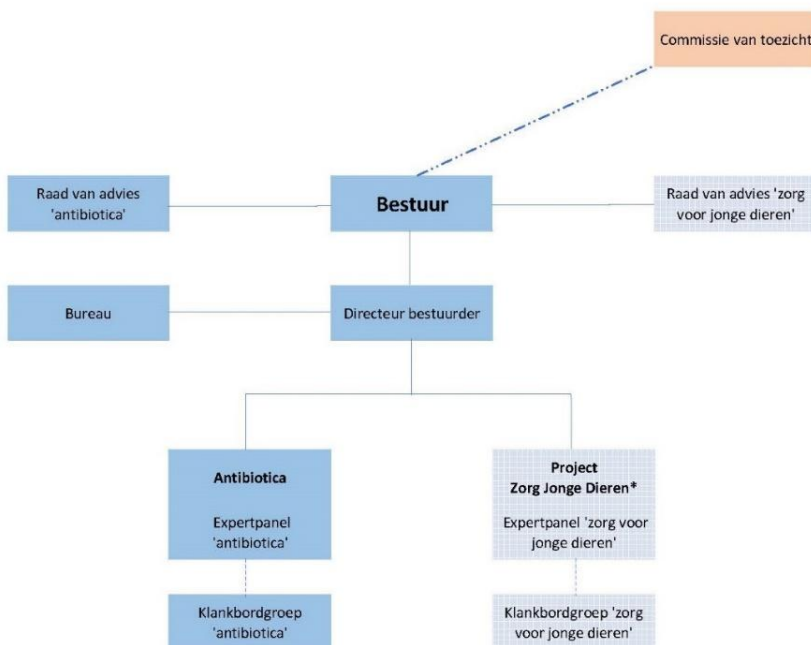 Commissie van toezicht
Raad van advies
'antibiotica'
Bestuur
Raad van advies 'zorg
voor jonge dieren'
Bureau
Directeur bestuurder
Antibiotica
Expertpanel
'antibiotica'
Project
Zorg Jonge Dieren*
Expertpanel 'zorg voor
jonge dieren'
Klankbordgroep
'antibiotica'
Klankbordgroep 'zorg
voor jonge dieren'